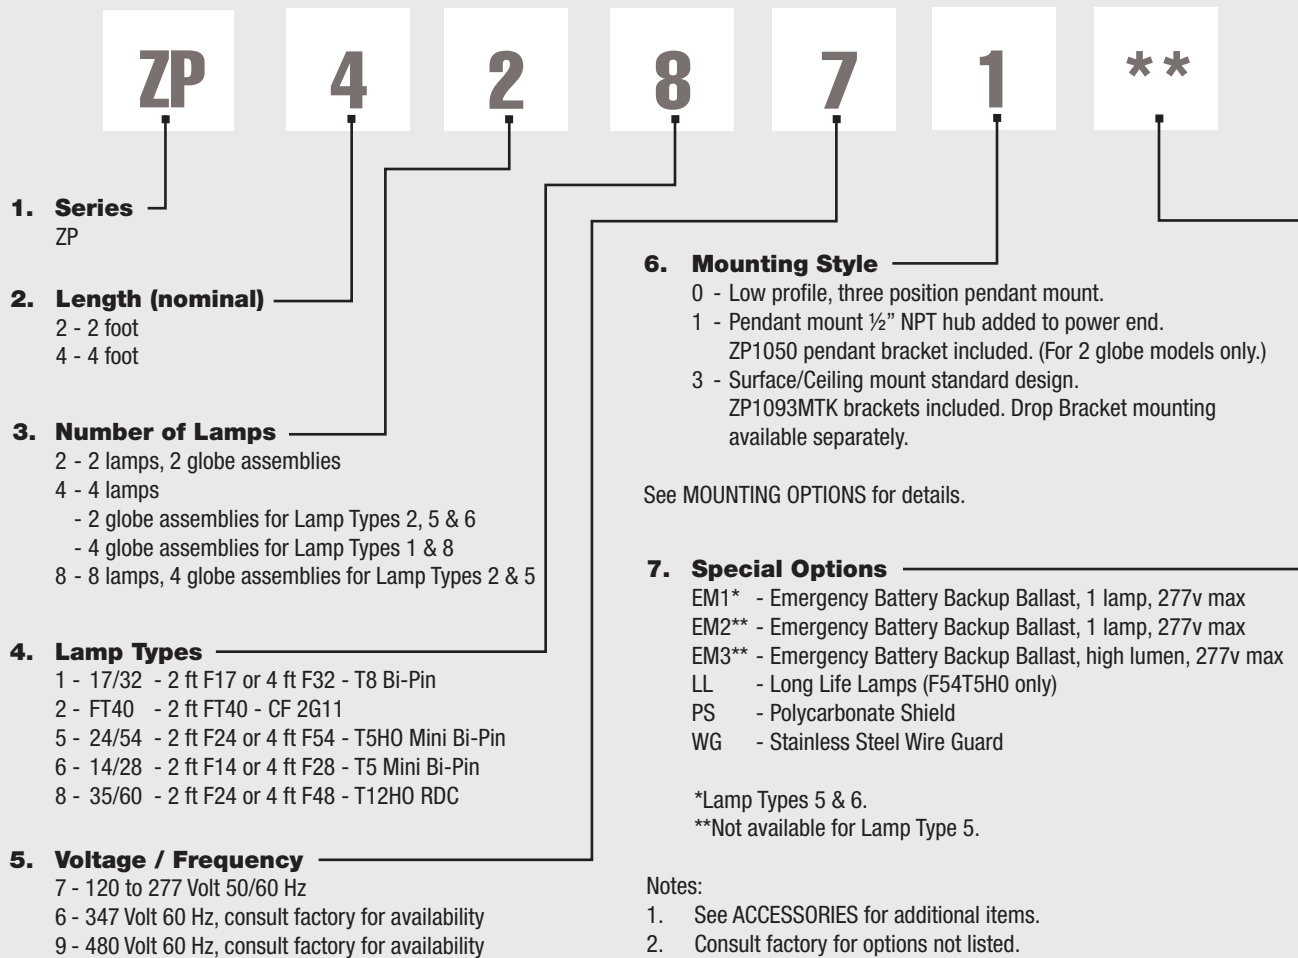 ZP 4 2 8 7 1 **
1. Series
ZP
2. Length (nominal)
2 - 2 foot
4 - 4 foot
3. Number of Lamps
2 - 2 lamps, 2 globe assemblies
4 - 4 lamps
- 2 globe assemblies for Lamp Types 2, 5 & 6
- 4 globe assemblies for Lamp Types 1 & 8
8 - 8 lamps, 4 globe assemblies for Lamp Types 2 & 5
4. Lamp Types
1 - 17/32 - 2 ft F17 or 4 ft F32 - T8 Bi-Pin
2 - FT40 - 2 ft FT40 - CF 2G11
5 - 24/54 - 2 ft F24 or 4 ft F54 - T5HO Mini Bi-Pin
6 - 14/28 - 2 ft F14 or 4 ft F28 - T5 Mini Bi-Pin
8 - 35/60 - 2 ft F24 or 4 ft F48 - T12HO RDC
5. Voltage / Frequency
7 - 120 to 277 Volt 50/60 Hz
6 - 347 Volt 60 Hz, consult factory for availability
9 - 480 Volt 60 Hz, consult factory for availability
6. Mounting Style
0 - Low profile, three position pendant mount.
1 - Pendant mount ½” NPT hub added to power end.
ZP1050 pendant bracket included. (For 2 globe models only.)
3 - Surface/Ceiling mount standard design.
ZP1093MTK brackets included. Drop Bracket mounting
available separately.
See MOUNTING OPTIONS for details.
7. Special Options
EM1* - Emergency Battery Backup Ballast, 1 lamp, 277v max
EM2** - Emergency Battery Backup Ballast, 1 lamp, 277v max
EM3** - Emergency Battery Backup Ballast, high lumen, 277v max
LL - Long Life Lamps (F54T5HO only)
PS - Polycarbonate Shield
WG - Stainless Steel Wire Guard
*Lamp Types 5 & 6.
**Not available for Lamp Type 5.
Notes:
1. See ACCESSORIES for additional items.
2. Consult factory for options not listed.